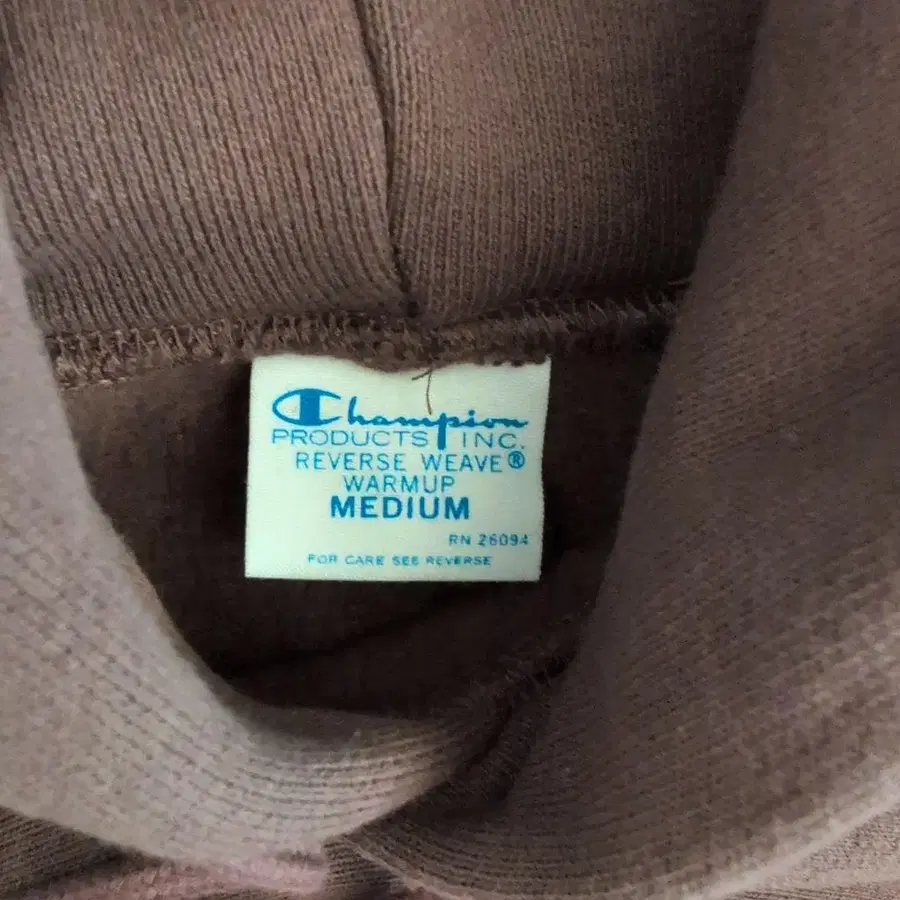 Champion
PRODUCTS INC.
REVERSE WEAVE®
WARMUP
MEDIUM
RN 26094
FOR CARE SEE REVERSE